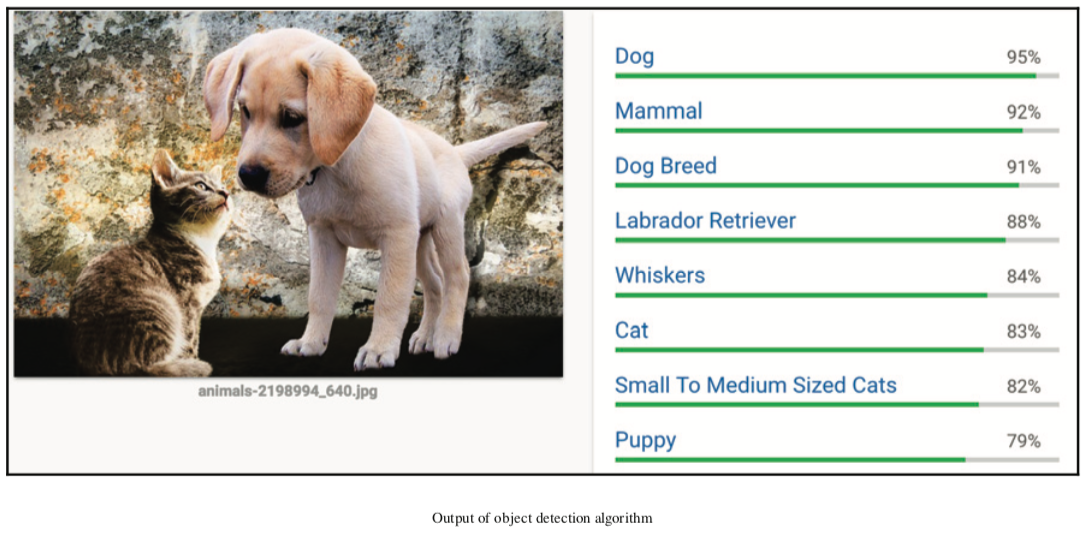 Dog 95%
Mammal 92%
Dog Breed 91%
Labrador Retriever 88%
Whiskers 84%
Cat 83%
Small To Medium Sized Cats 82%
Puppy 79%
animals-2198994_640.jpg
Output of object detection algorithm